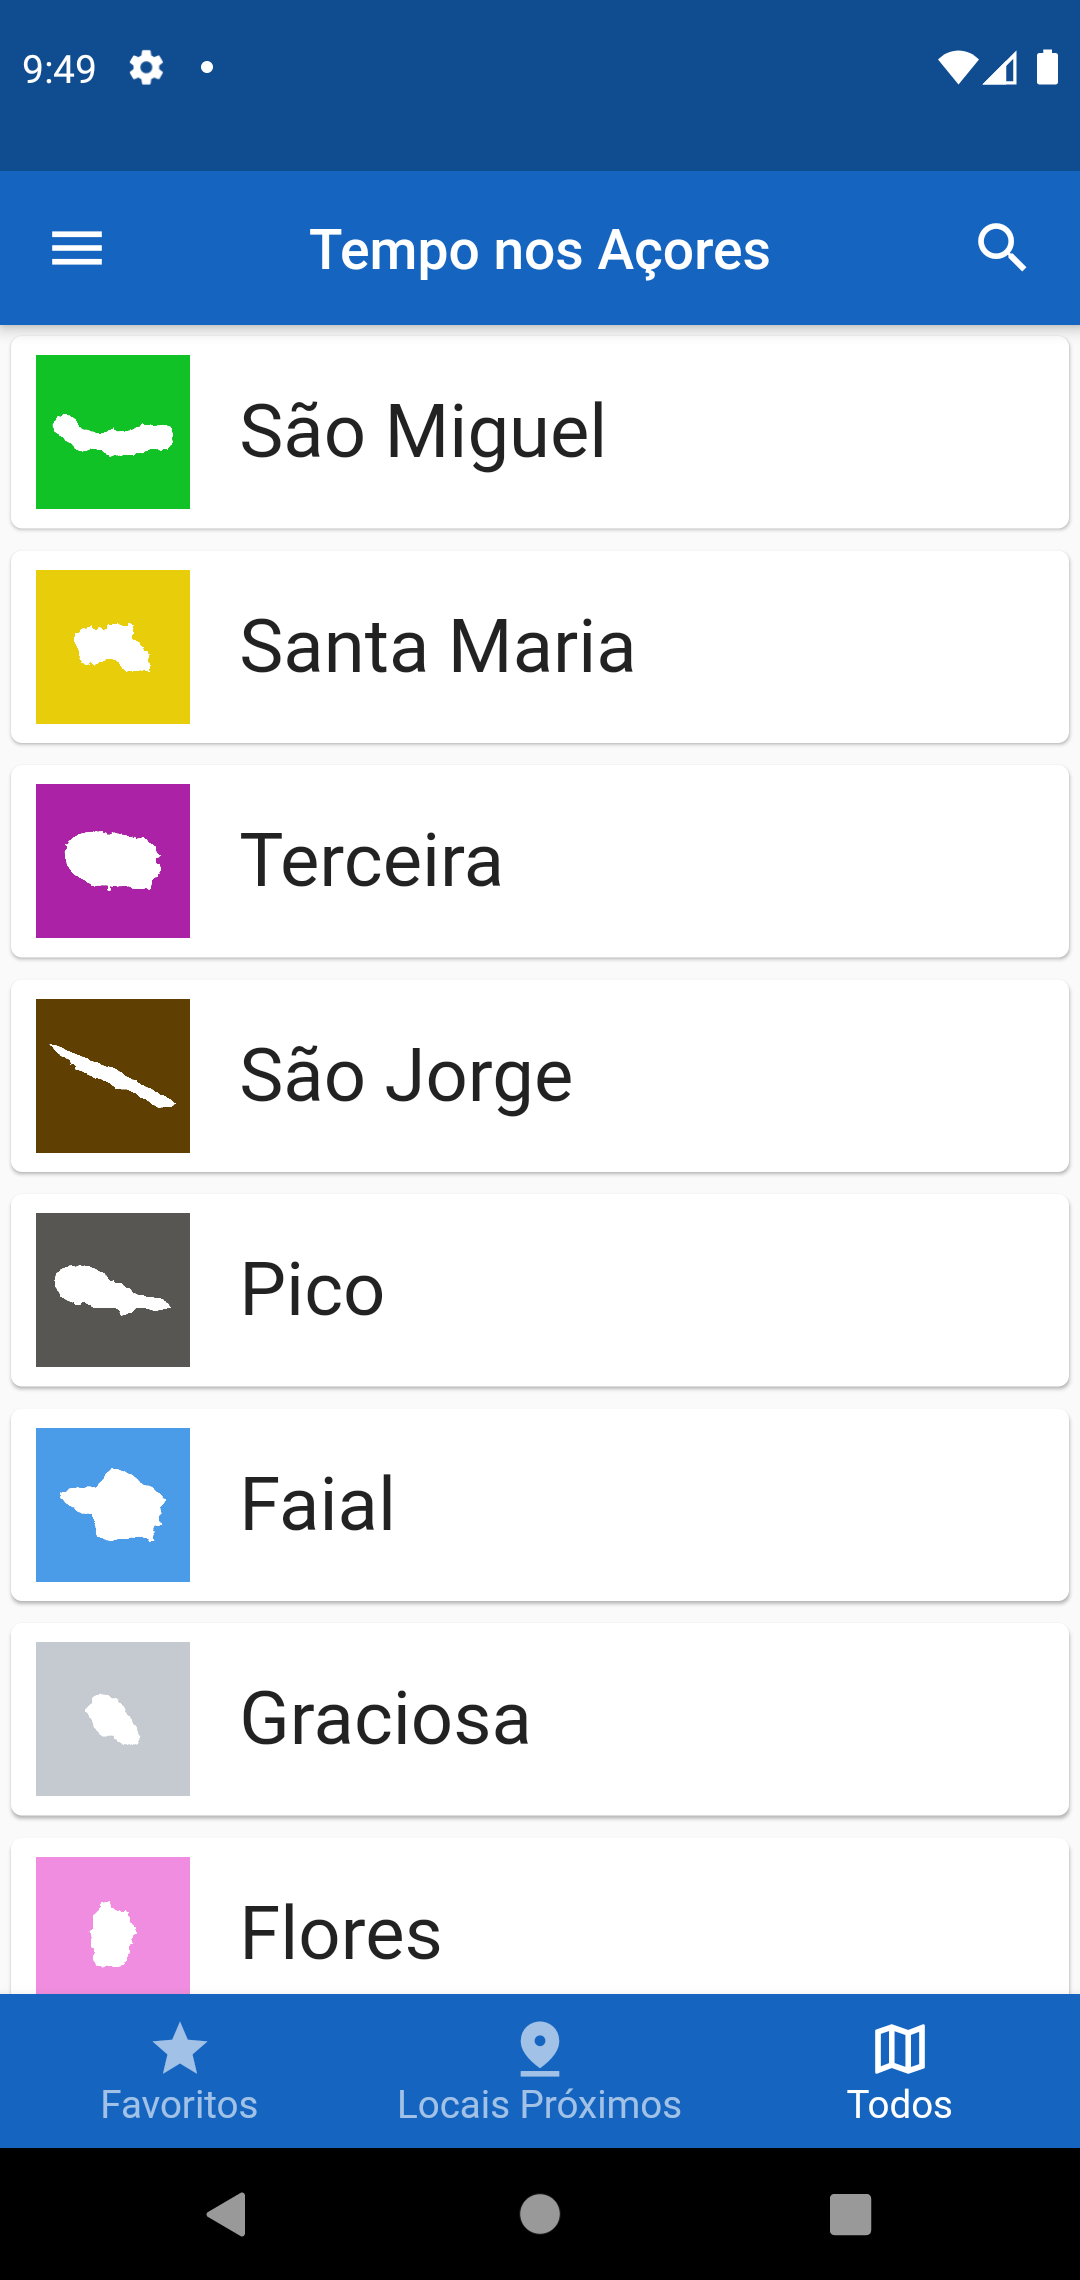 9:49
Tempo nos Açores
São Miguel
Santa Maria
Terceira
São Jorge
Pico
Faial
Graciosa
Flores
Favoritos
Locais Próximos
Todos